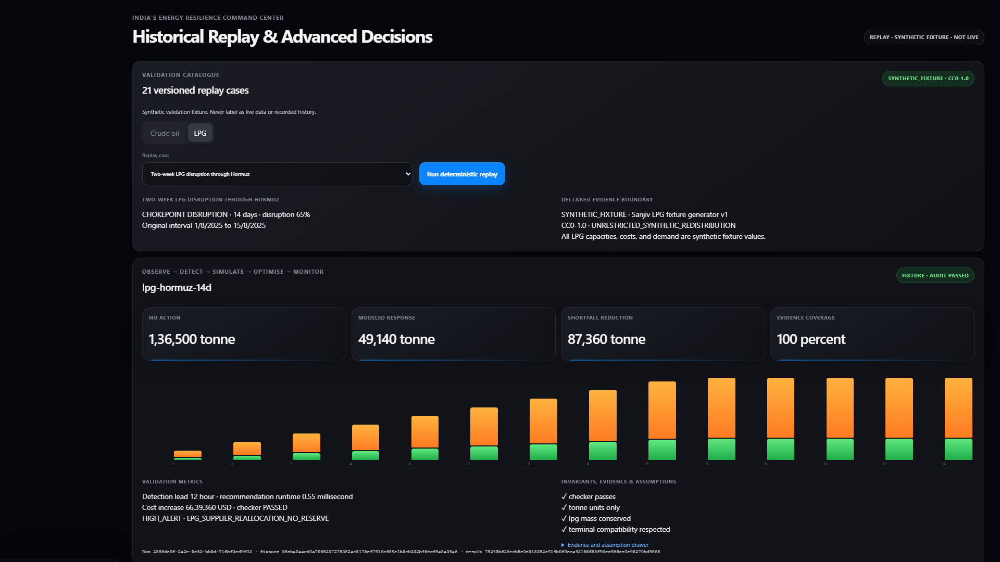 INDIA'S ENERGY RESILIENCE COMMAND CENTER
Historical Replay & Advanced Decisions
REPLAY · SYNTHETIC FIXTURE · NOT LIVE
VALIDATION CATALOGUE
SYNTHETIC_FIXTURE · CC0-1.0
21 versioned replay cases
Synthetic validation fixture. Never label as live data or recorded history.
Crude oil LPG
Replay case
Two-week LPG disruption through Hormuz
Run deterministic replay
TWO-WEEK LPG DISRUPTION THROUGH HORMUZ
CHOKEPOINT DISRUPTION · 14 days · disruption 65%
Original interval 1/8/2025 to 15/8/2025
DECLARED EVIDENCE BOUNDARY
SYNTHETIC_FIXTURE · Sanjiv LPG fixture generator v1
CC0-1.0 · UNRESTRICTED_SYNTHETIC_REDISTRIBUTION
All LPG capacities, costs, and demand are synthetic fixture values.
OBSERVE → DETECT → SIMULATE → OPTIMISE → MONITOR
FIXTURE · AUDIT PASSED
lpg-hormuz-14d
NO ACTION
1,36,500 tonne
MODELED RESPONSE
49,140 tonne
SHORTFALL REDUCTION
87,360 tonne
EVIDENCE COVERAGE
100 percent
1 2 3 4 5 6 7 8 9 10 11 12 13 14
VALIDATION METRICS
Detection lead 12 hour · recommendation runtime 0.55 millisecond
Cost increase 66,39,360 USD · checker PASSED
HIGH_ALERT · LPG_SUPPLIER_REALLOCATION_NO_RESERVE
INVARIANTS, EVIDENCE & ASSUMPTIONS
✓ checker passes
✓ tonne units only
✓ lpg mass conserved
✓ terminal compatibility respected
▶ Evidence and assumption drawer
Run 2588de0f-2a2e-5e53-bb5d-716bf3ed9f03 · fixture 58eba0aacd0a7068207278382ac5175ef791fc689e1b5cb332b46ec69a5a39a6 · result 78245b626ccb8e0e515382e914b0f0eca43165685f90ee866ee0e95270bd9865